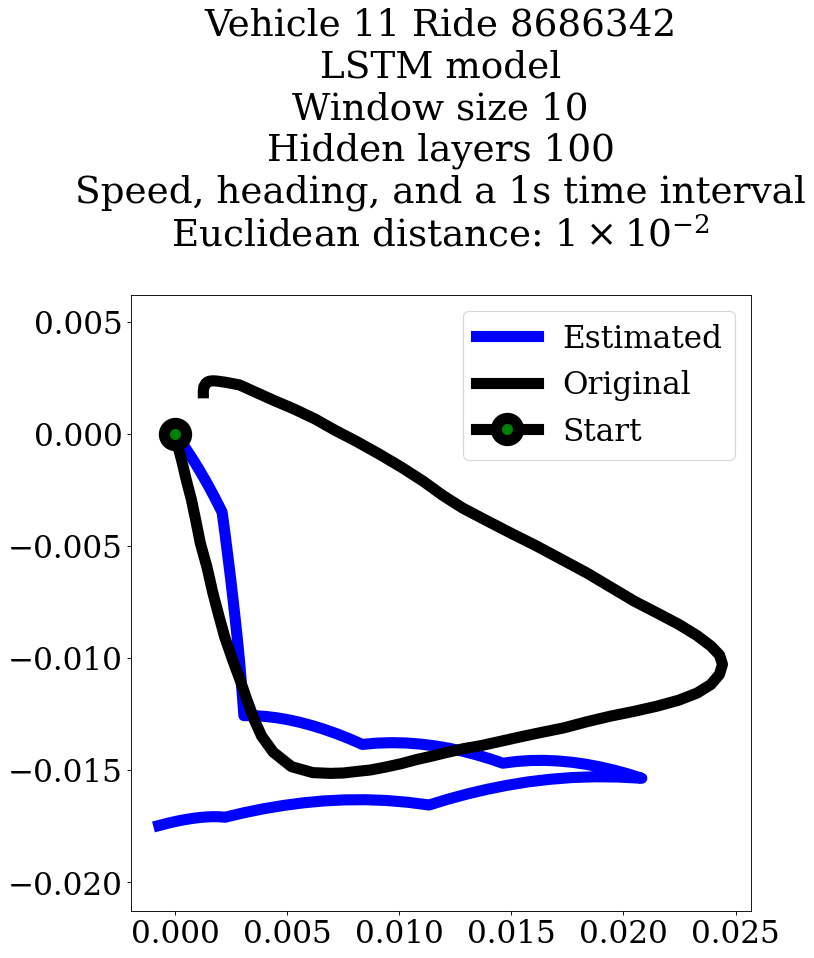 Vehicle 11 Ride 8686342
LSTM model
Window size 10
Hidden layers 100
Speed, heading, and a 1s time interval
Euclidean distance: 1 × 10⁻²
Estimated
Original
Start
0.005
0.000
−0.005
−0.010
−0.015
−0.020
0.000 0.005 0.010 0.015 0.020 0.025